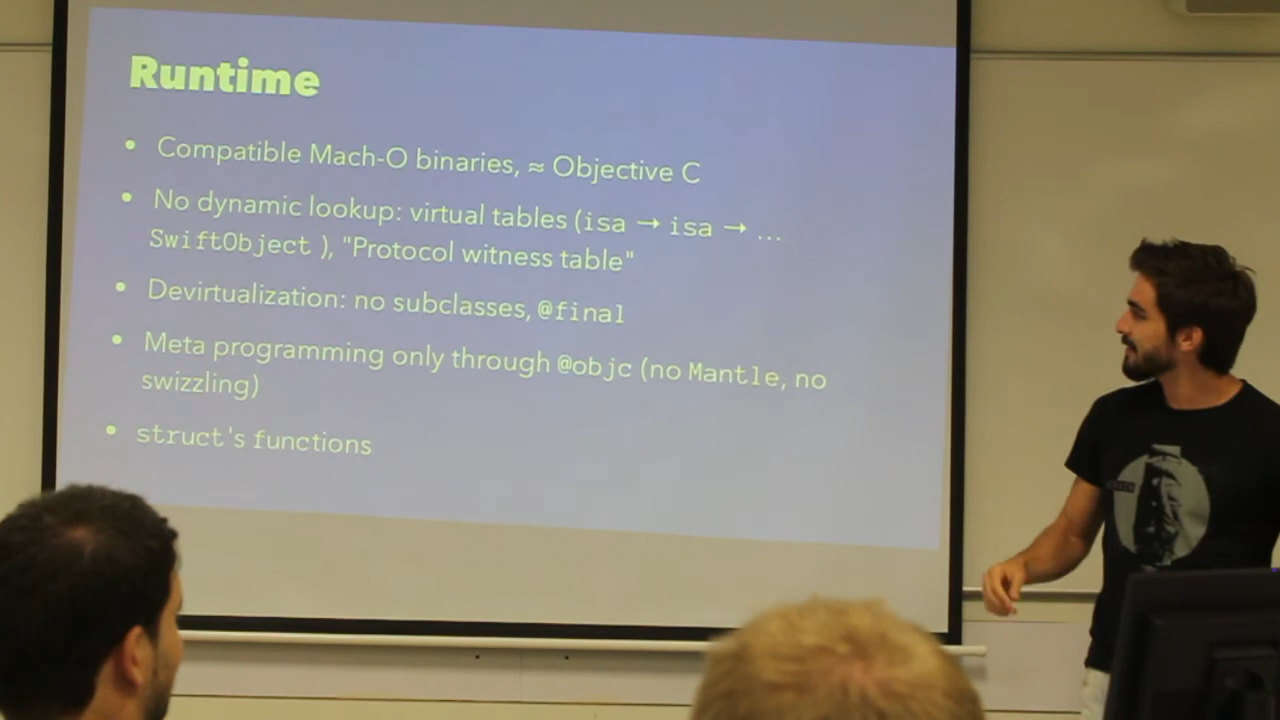 Runtime
• Compatible Mach-O binaries, ≈ Objective C
• No dynamic lookup: virtual tables (isa → isa → …
SwiftObject ), "Protocol witness table"
• Devirtualization: no subclasses, @final
• Meta programming only through @objc (no Mantle, no
swizzling)
• struct's functions